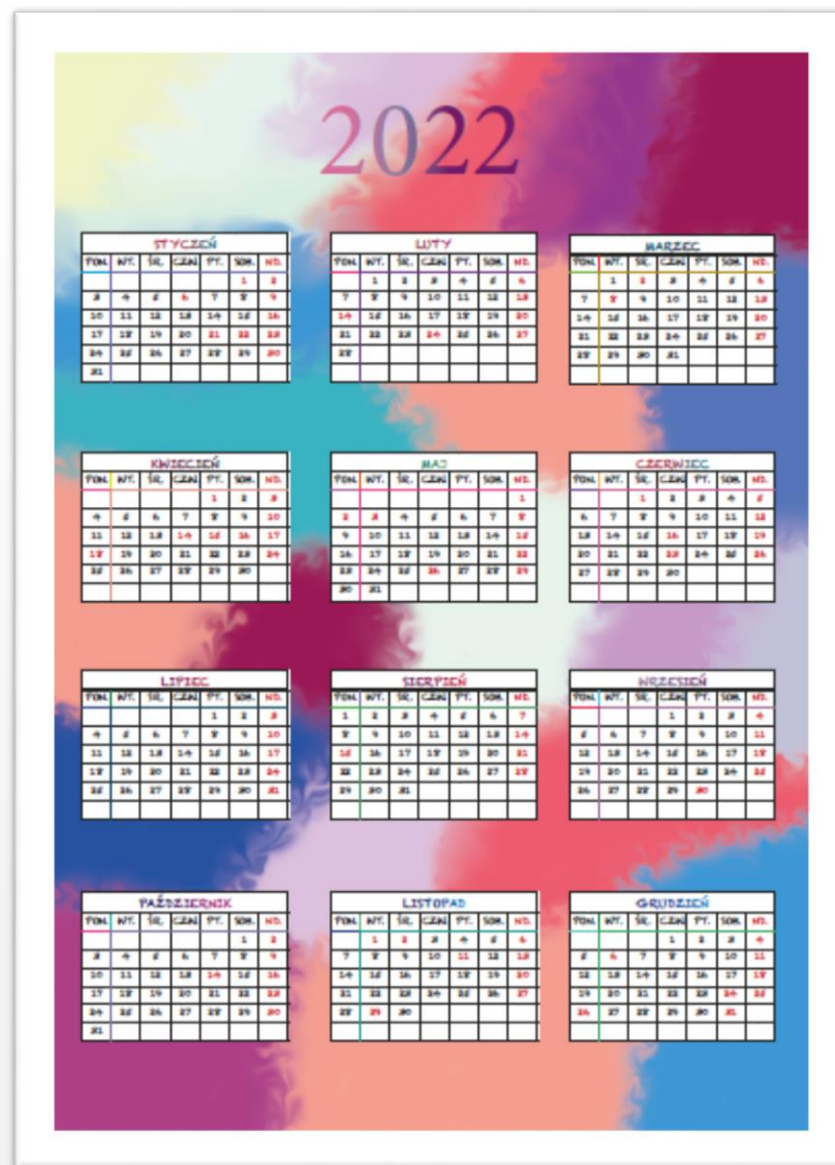 2022
STYCZEŃ
PON. WT. ŚR. CZW. PT. SOB. ND.
1 2
3 4 5 6 7 8 9
10 11 12 13 14 15 16
17 18 19 20 21 22 23
24 25 26 27 28 29 30
31
LUTY
PON. WT. ŚR. CZW. PT. SOB. ND.
1 2 3 4 5 6
7 8 9 10 11 12 13
14 15 16 17 18 19 20
21 22 23 24 25 26 27
28
MARZEC
PON. WT. ŚR. CZW. PT. SOB. ND.
1 2 3 4 5 6
7 8 9 10 11 12 13
14 15 16 17 18 19 20
21 22 23 24 25 26 27
28 29 30 31
KWIECIEŃ
PON. WT. ŚR. CZW. PT. SOB. ND.
1 2 3
4 5 6 7 8 9 10
11 12 13 14 15 16 17
18 19 20 21 22 23 24
25 26 27 28 29 30
MAJ
PON. WT. ŚR. CZW. PT. SOB. ND.
1
2 3 4 5 6 7 8
9 10 11 12 13 14 15
16 17 18 19 20 21 22
23 24 25 26 27 28 29
30 31
CZERWIEC
PON. WT. ŚR. CZW. PT. SOB. ND.
1 2 3 4 5
6 7 8 9 10 11 12
13 14 15 16 17 18 19
20 21 22 23 24 25 26
27 28 29 30
LIPIEC
PON. WT. ŚR. CZW. PT. SOB. ND.
1 2 3
4 5 6 7 8 9 10
11 12 13 14 15 16 17
18 19 20 21 22 23 24
25 26 27 28 29 30 31
SIERPIEŃ
PON. WT. ŚR. CZW. PT. SOB. ND.
1 2 3 4 5 6 7
8 9 10 11 12 13 14
15 16 17 18 19 20 21
22 23 24 25 26 27 28
29 30 31
WRZESIEŃ
PON. WT. ŚR. CZW. PT. SOB. ND.
1 2 3 4
5 6 7 8 9 10 11
12 13 14 15 16 17 18
19 20 21 22 23 24 25
26 27 28 29 30
PAŹDZIERNIK
PON. WT. ŚR. CZW. PT. SOB. ND.
1 2
3 4 5 6 7 8 9
10 11 12 13 14 15 16
17 18 19 20 21 22 23
24 25 26 27 28 29 30
31
LISTOPAD
PON. WT. ŚR. CZW. PT. SOB. ND.
1 2 3 4 5 6
7 8 9 10 11 12 13
14 15 16 17 18 19 20
21 22 23 24 25 26 27
28 29 30
GRUDZIEŃ
PON. WT. ŚR. CZW. PT. SOB. ND.
1 2 3 4
5 6 7 8 9 10 11
12 13 14 15 16 17 18
19 20 21 22 23 24 25
26 27 28 29 30 31